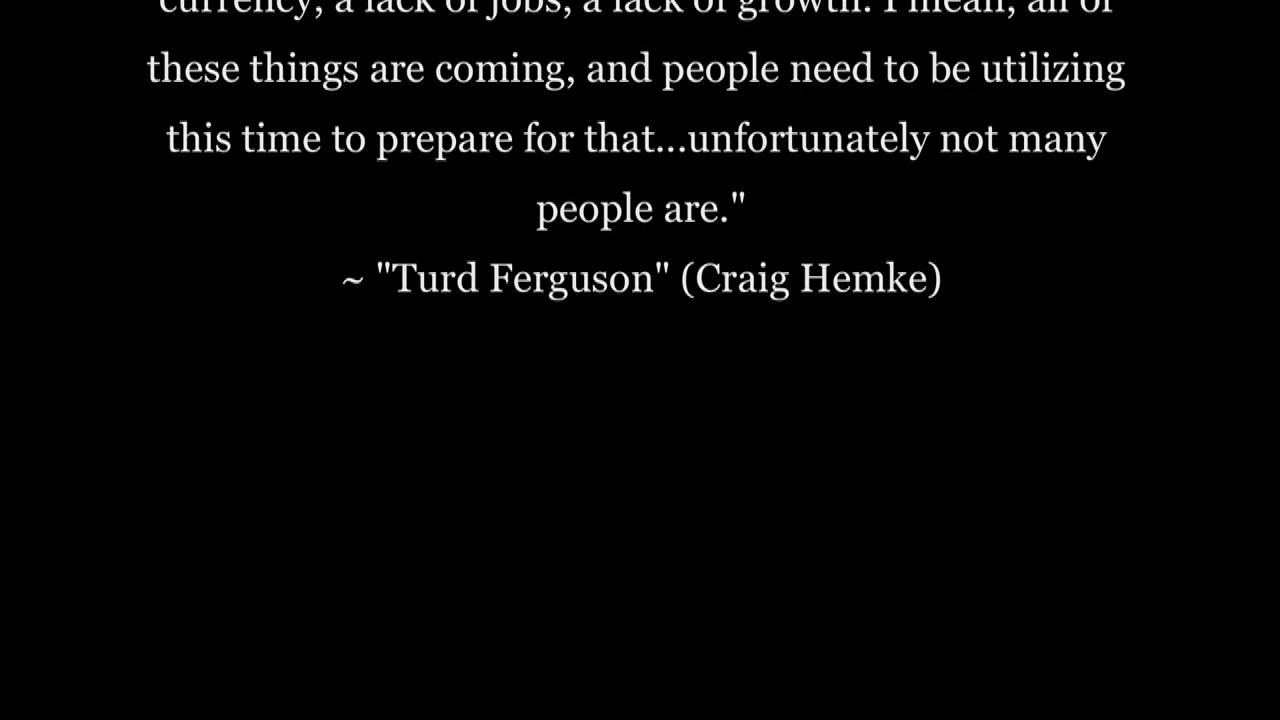 currency, a lack of jobs, a lack of growth. I mean, all of
these things are coming, and people need to be utilizing
this time to prepare for that...unfortunately not many
people are."
~ "Turd Ferguson" (Craig Hemke)